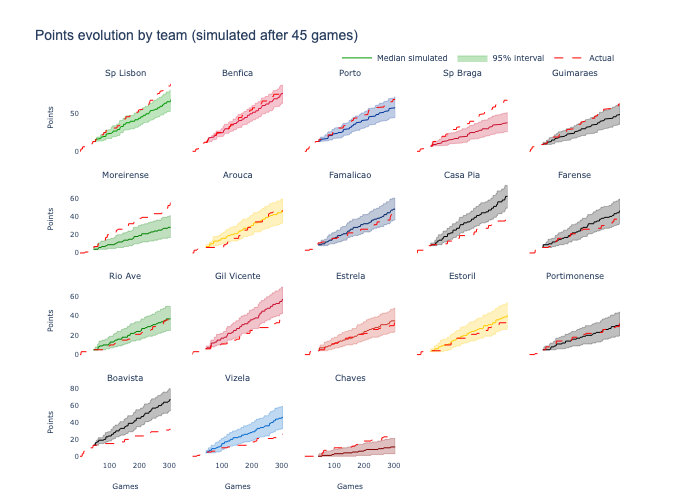 Points evolution by team (simulated after 45 games)
Median simulated 95% interval Actual
Sp Lisbon Benfica Porto Sp Braga Guimaraes
Points
50
0
Moreirense Arouca Famalicao Casa Pia Farense
Points
60
40
20
0
Rio Ave Gil Vicente Estrela Estoril Portimonense
Points
60
40
20
0
Boavista Vizela Chaves
Points
80
60
40
20
0
100 200 300 100 200 300 100 200 300
Games Games Games